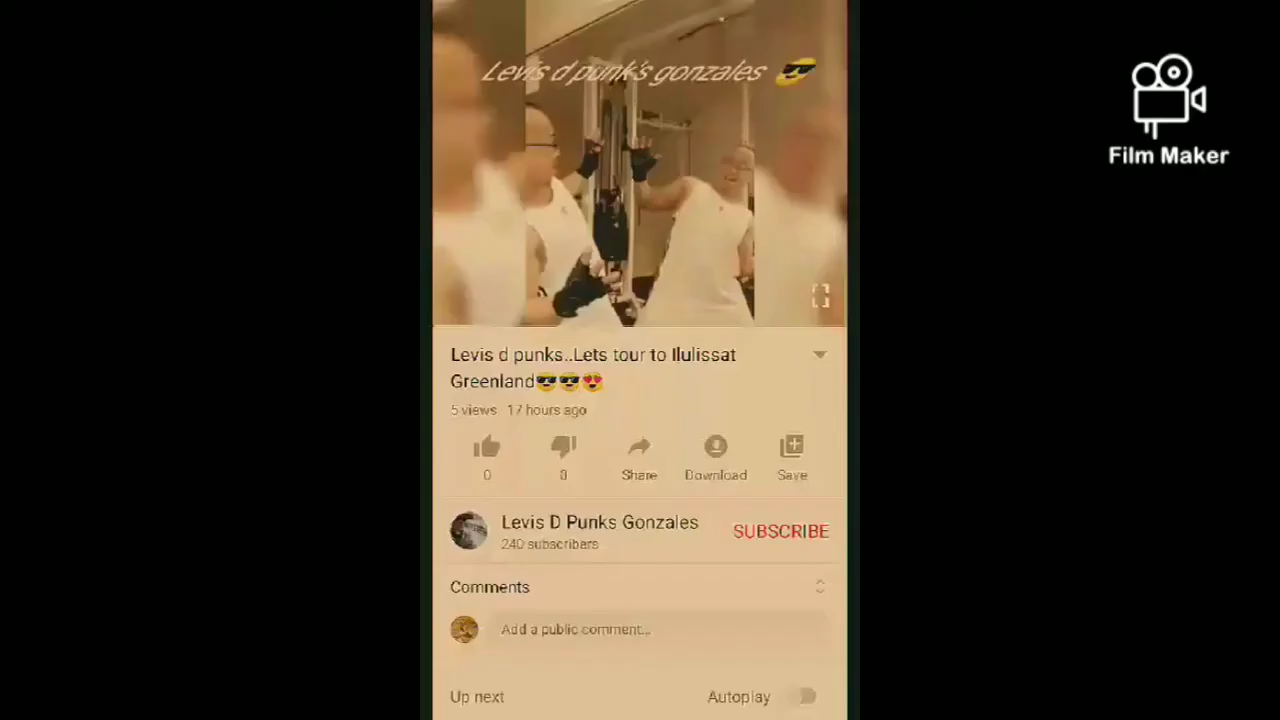 Levis d punk's gonzales 😎
Film Maker
Levis d punks..Lets tour to Ilulissat
Greenland😎😎😍
5 views 17 hours ago
0
0
Share
Download
Save
Levis D Punks Gonzales
240 subscribers
SUBSCRIBE
Comments
Add a public comment...
Up next
Autoplay